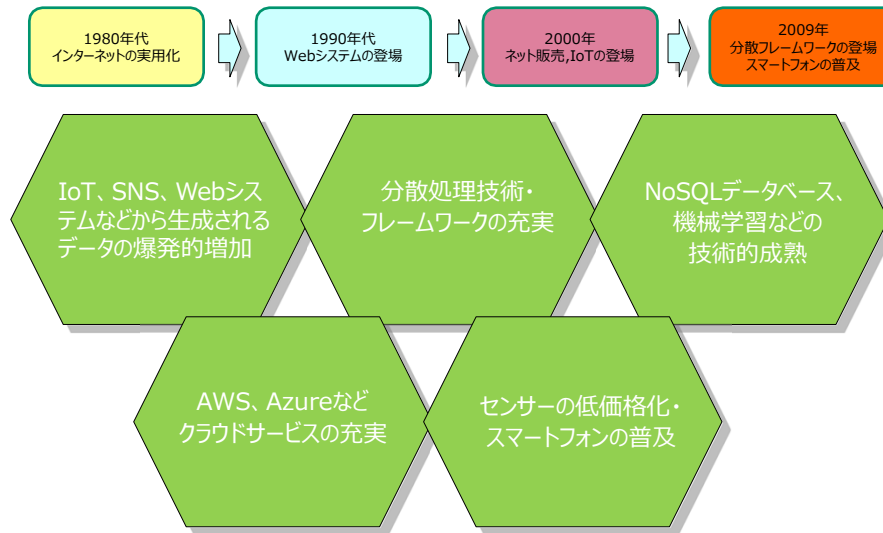 1980年代
インターネットの実用化
1990年代
Webシステムの登場
2000年
ネット販売,IoTの登場
2009年
分散フレームワークの登場
スマートフォンの普及
IoT、SNS、Webシス
テムなどから生成される
データの爆発的増加
分散処理技術・
フレームワークの充実
NoSQLデータベース、
機械学習などの
技術的成熟
AWS、Azureなど
クラウドサービスの充実
センサーの低価格化・
スマートフォンの普及